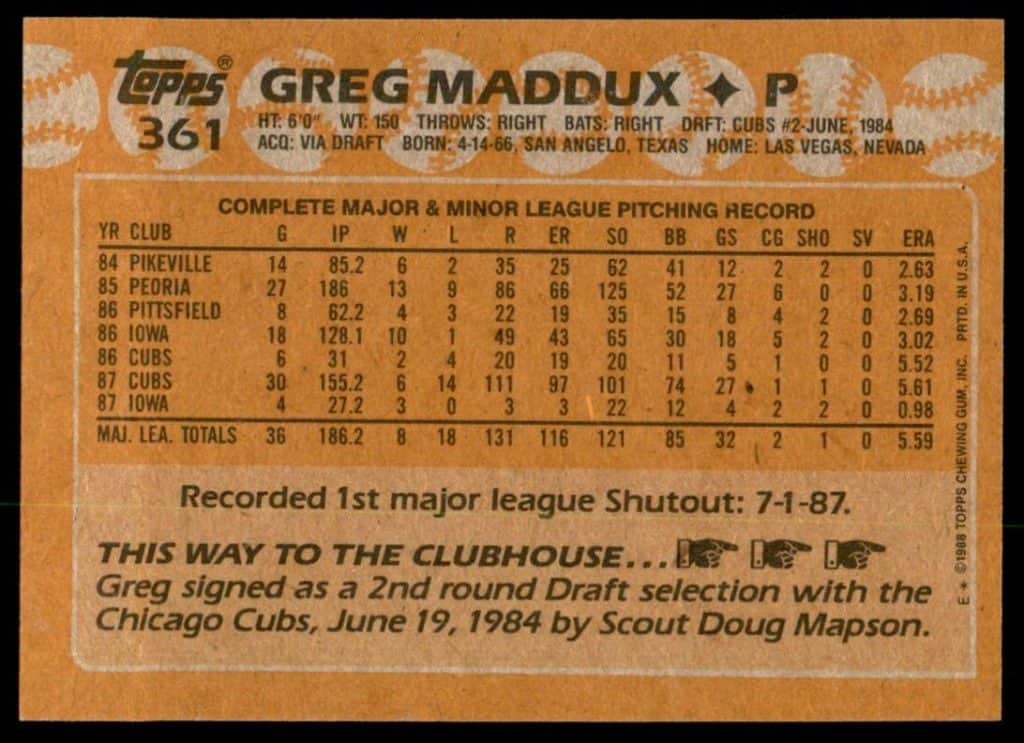 Topps® GREG MADDUX ✦ P
361 HT: 6'0" WT: 150 THROWS: RIGHT BATS: RIGHT DRFT: CUBS #2-JUNE, 1984
ACQ: VIA DRAFT BORN: 4-14-66, SAN ANGELO, TEXAS HOME: LAS VEGAS, NEVADA
COMPLETE MAJOR & MINOR LEAGUE PITCHING RECORD
YR CLUB G IP W L R ER SO BB GS CG SHO SV ERA
84 PIKEVILLE 14 85.2 6 2 35 25 62 41 12 2 2 0 2.63
85 PEORIA 27 186 13 9 86 66 125 52 27 6 0 0 3.19
86 PITTSFIELD 8 62.2 4 3 22 19 35 15 8 4 2 0 2.69
86 IOWA 18 128.1 10 1 49 43 65 30 18 5 2 0 3.02
86 CUBS 6 31 2 4 20 19 20 11 5 1 0 0 5.52
87 CUBS 30 155.2 6 14 111 97 101 74 27 1 1 0 5.61
87 IOWA 4 27.2 3 0 3 3 22 12 4 2 2 0 0.98
MAJ. LEA. TOTALS 36 186.2 8 18 131 116 121 85 32 2 1 0 5.59
Recorded 1st major league Shutout: 7-1-87.
THIS WAY TO THE CLUBHOUSE...
Greg signed as a 2nd round Draft selection with the
Chicago Cubs, June 19, 1984 by Scout Doug Mapson.
E* ©1988 TOPPS CHEWING GUM, INC. PRTD. IN U.S.A.